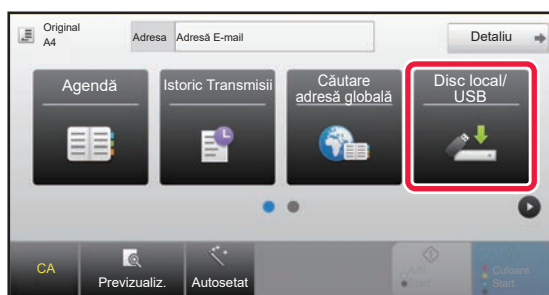 Original
A4
Adresa
Adresă E-mail
Detaliu
Agendă
Istoric Transmisii
Căutare
adresă globală
Disc local/
USB
CA
Previzualiz.
Autosetat
A/N
Start
Culoare
Start